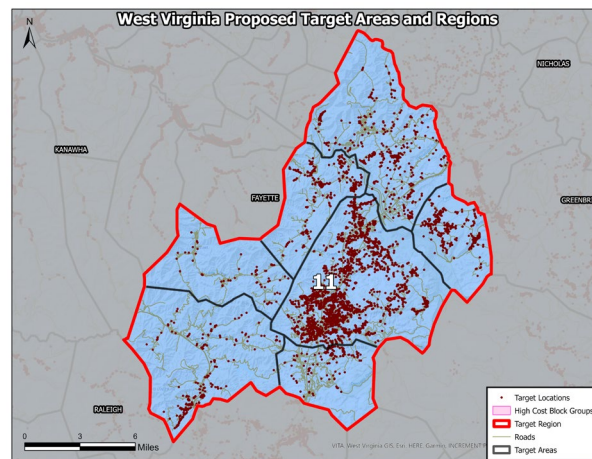 West Virginia Proposed Target Areas and Regions
N
NICHOLAS
KANAWHA
FAYETTE
GREENBR
11
RALEIGH
0 3 6
Miles
Target Locations
High Cost Block Groups
Target Region
Roads
Target Areas
VITA, West Virginia GIS, Esri, HERE, Garmin, INCREMENT P